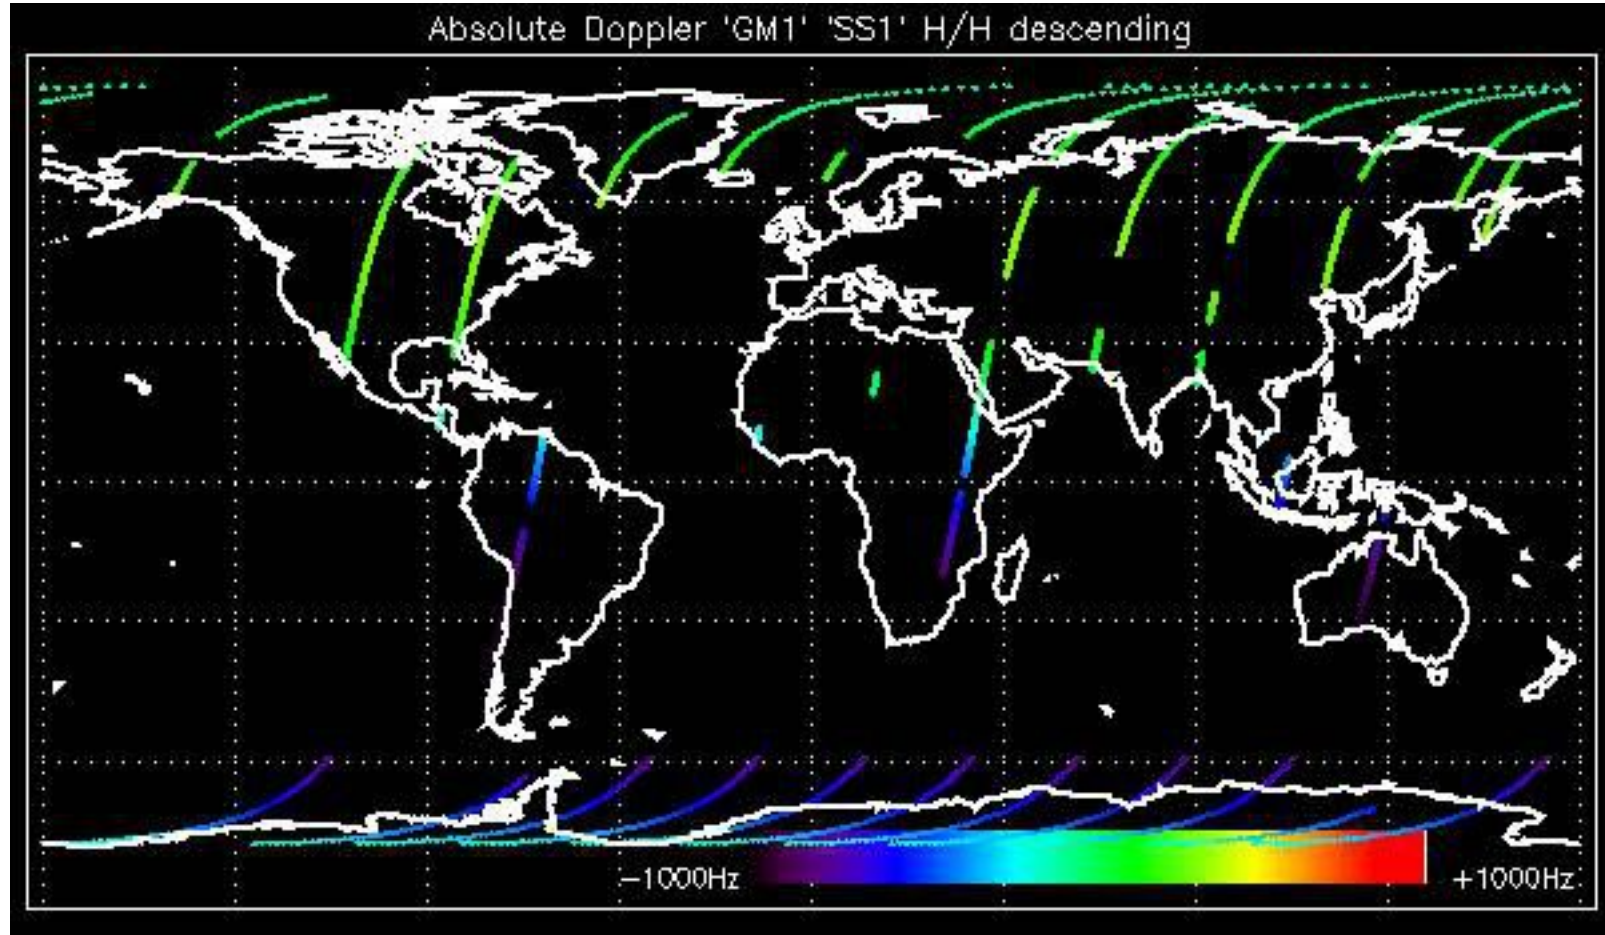 Absolute Doppler 'GM1' 'SS1' H/H descending
−1000Hz
+1000Hz